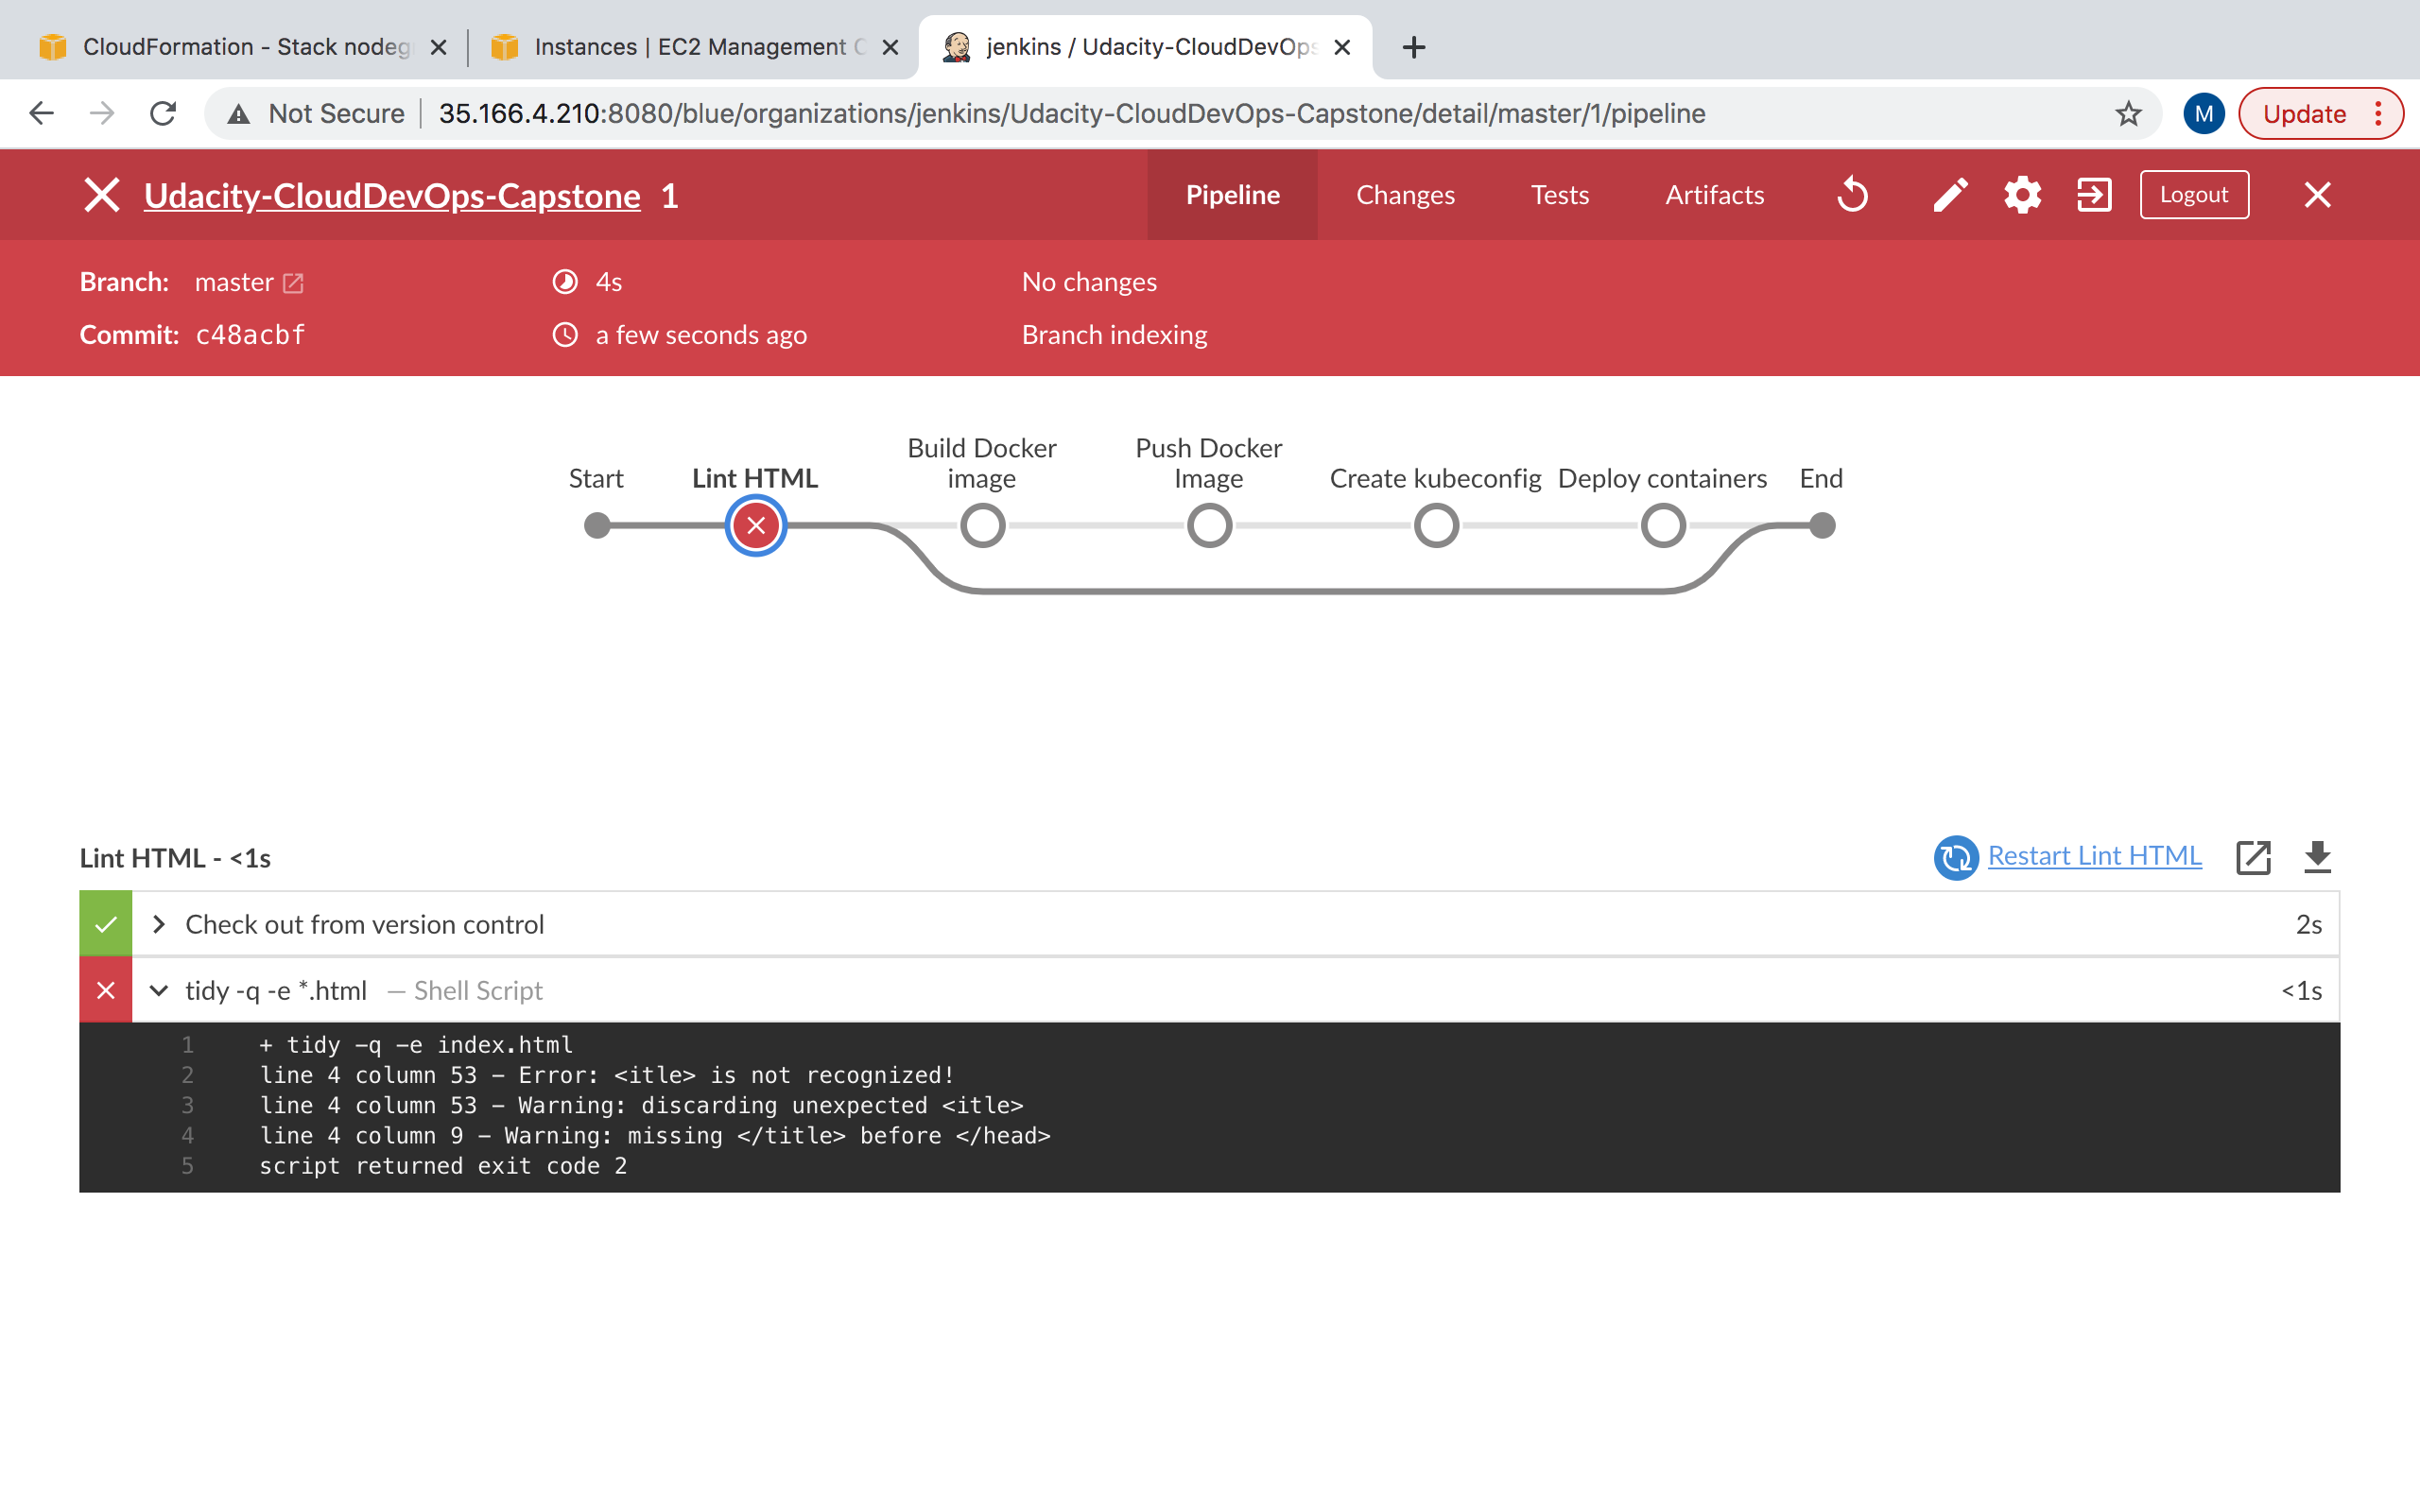 CloudFormation - Stack nodeg
Instances | EC2 Management C
jenkins / Udacity-CloudDevOps
Not Secure
35.166.4.210:8080/blue/organizations/jenkins/Udacity-CloudDevOps-Capstone/detail/master/1/pipeline
M
Update
Udacity-CloudDevOps-Capstone 1
Pipeline
Changes
Tests
Artifacts
Logout
Branch: master
4s
No changes
Commit: c48acbf
a few seconds ago
Branch indexing
Start
Lint HTML
Build Docker
image
Push Docker
Image
Create kubeconfig
Deploy containers
End
Lint HTML - <1s
Restart Lint HTML
Check out from version control
2s
tidy -q -e *.html — Shell Script
<1s
1 + tidy -q -e index.html
2 line 4 column 53 - Error: <itle> is not recognized!
3 line 4 column 53 - Warning: discarding unexpected <itle>
4 line 4 column 9 - Warning: missing </title> before </head>
5 script returned exit code 2